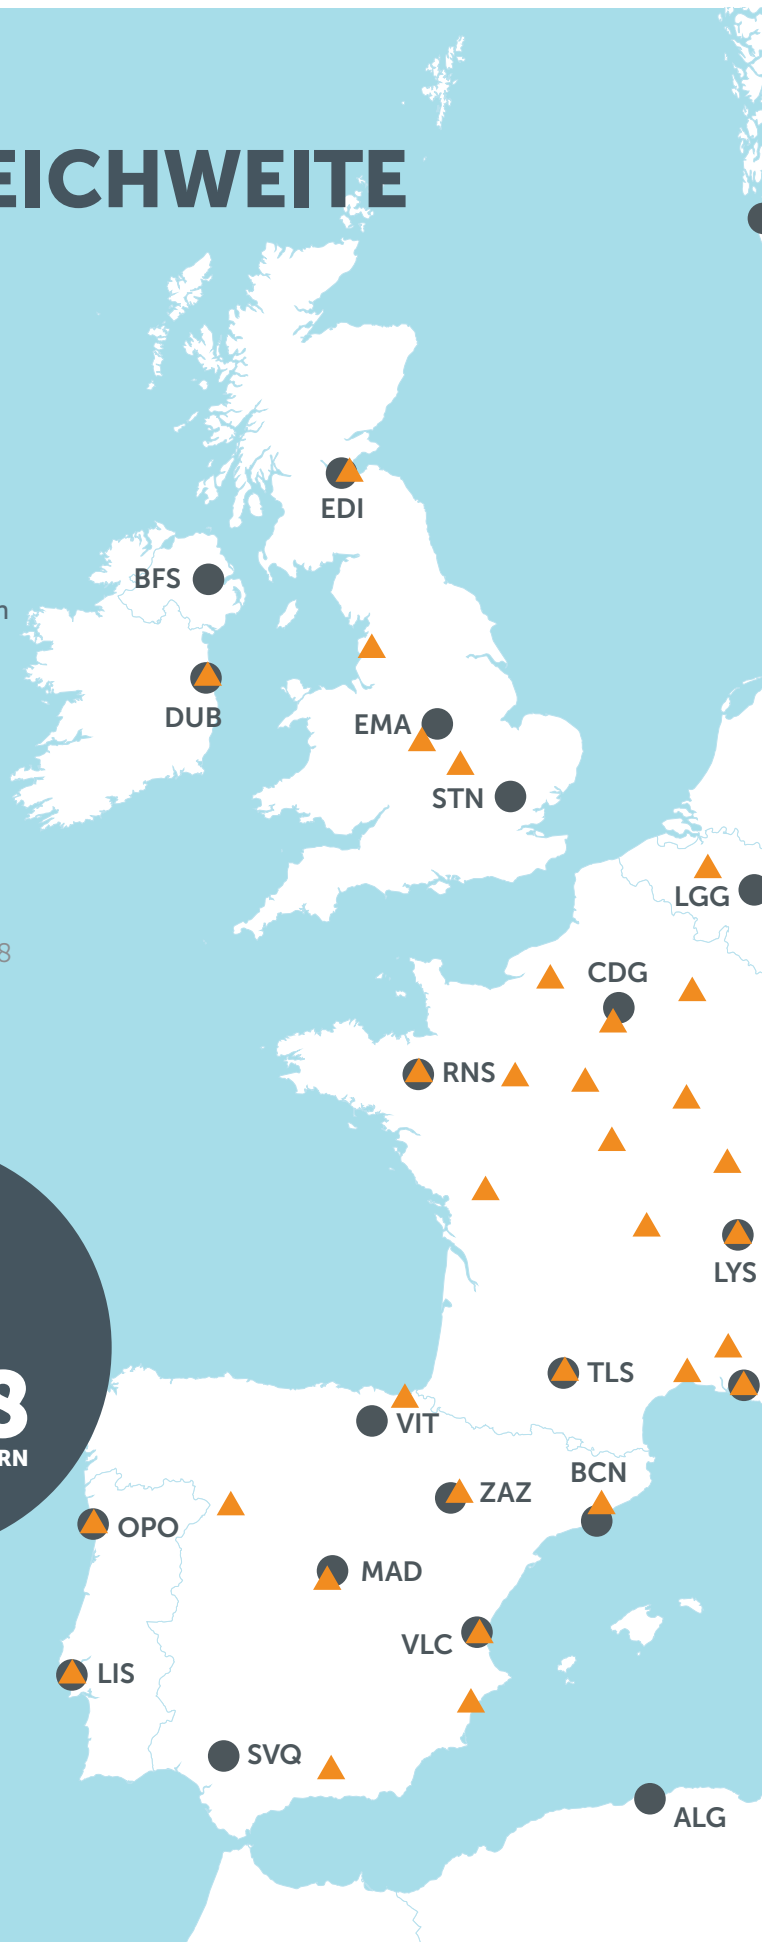 EICHWEITE
EDI
BFS
n
DUB
EMA
STN
LGG
8
CDG
RNS
LYS
TLS
8
VIT
RN
BCN
ZAZ
OPO
MAD
VLC
LIS
SVQ
ALG